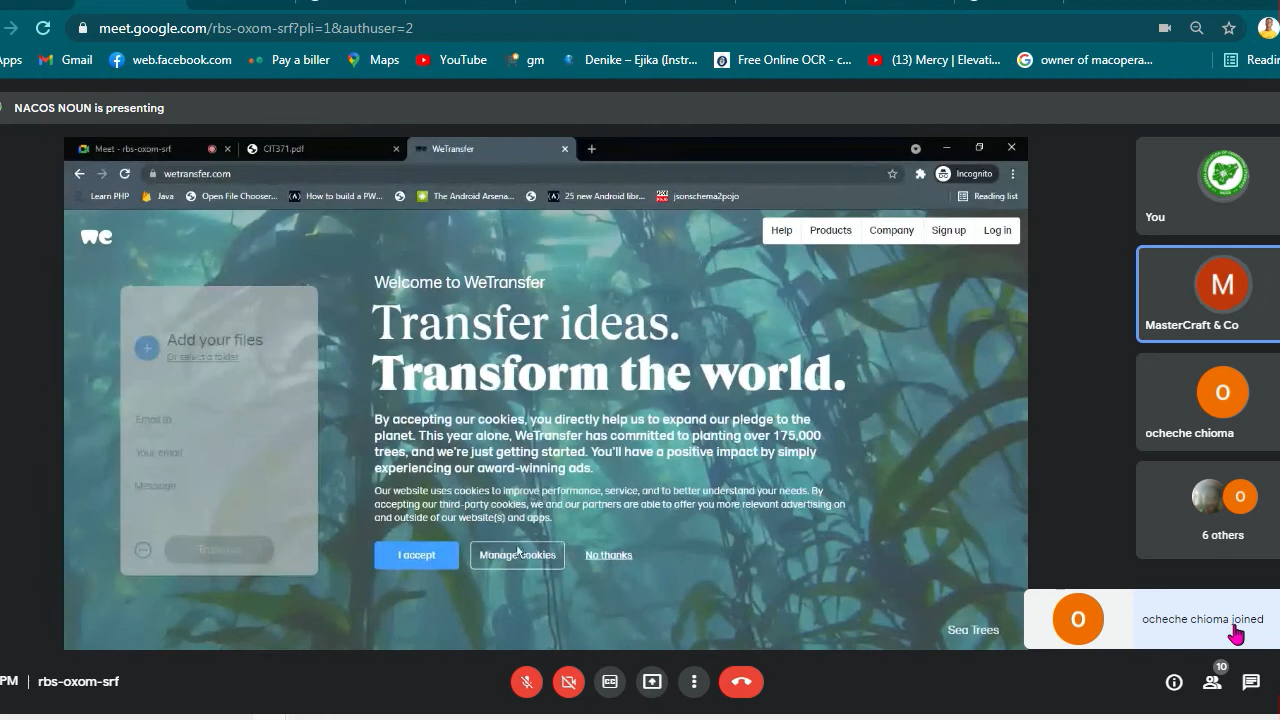 meet.google.com/rbs-oxom-srf?pli=1&authuser=2
Apps Gmail web.facebook.com Pay a biller Maps YouTube gm Denike – Ejika (Instr... Free Online OCR - c... (13) Mercy | Elevati... owner of macopera...
NACOS NOUN is presenting
Meet - rbs-oxom-srf CIT371.pdf WeTransfer
wetransfer.com Incognito
Learn PHP Java Open File Chooser... How to build a PW... The Android Arsena... 25 new Android libr... jsonschema2pojo Reading list
we Help Products Company Sign up Log in
Welcome to WeTransfer
Transfer ideas.
Transform the world.
By accepting our cookies, you directly help us to expand our pledge to the
planet. This year alone, WeTransfer has committed to planting over 175,000
trees, and we're just getting started. You'll have a positive impact by simply
experiencing our award-winning ads.
Our website uses cookies to improve performance, service, and to better understand your needs. By
accepting our third-party cookies, we and our partners are able to offer you more relevant advertising on
and outside of our website(s) and apps.
I accept Manage cookies No thanks
Add your files
Or select a folder
Email to
Your email
Message
Sea Trees
You
M
MasterCraft & Co
o
ocheche chioma
o
6 others
o ocheche chioma joined
PM | rbs-oxom-srf
10